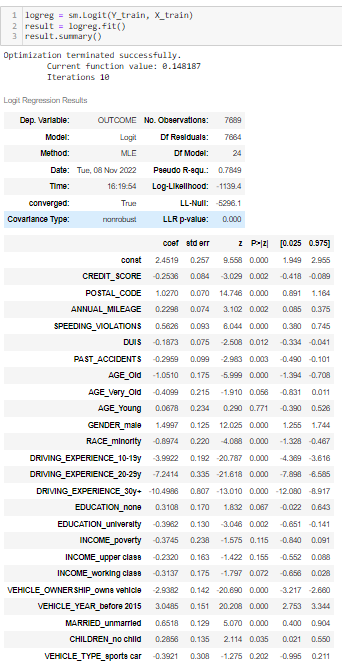 1 logreg = sm.Logit(Y_train, X_train)
2 result = logreg.fit()
3 result.summary()
Optimization terminated successfully.
Current function value: 0.148187
Iterations 10
Logit Regression Results
Dep. Variable: OUTCOME No. Observations: 7689
Model: Logit Df Residuals: 7664
Method: MLE Df Model: 24
Date: Tue, 08 Nov 2022 Pseudo R-squ.: 0.7849
Time: 16:19:54 Log-Likelihood: -1139.4
converged: True LL-Null: -5296.1
Covariance Type: nonrobust LLR p-value: 0.000
coef std err z P>|z| [0.025 0.975]
const 2.4519 0.257 9.558 0.000 1.949 2.955
CREDIT_SCORE -0.2536 0.084 -3.029 0.002 -0.418 -0.089
POSTAL_CODE 1.0270 0.070 14.746 0.000 0.891 1.164
ANNUAL_MILEAGE 0.2298 0.074 3.102 0.002 0.085 0.375
SPEEDING_VIOLATIONS 0.5626 0.093 6.044 0.000 0.380 0.745
DUIS -0.1873 0.075 -2.508 0.012 -0.334 -0.041
PAST_ACCIDENTS -0.2959 0.099 -2.983 0.003 -0.490 -0.101
AGE_Old -1.0510 0.175 -5.999 0.000 -1.394 -0.708
AGE_Very_Old -0.4099 0.215 -1.910 0.056 -0.831 0.011
AGE_Young 0.0678 0.234 0.290 0.771 -0.390 0.526
GENDER_male 1.4997 0.125 12.025 0.000 1.255 1.744
RACE_minority -0.8974 0.220 -4.088 0.000 -1.328 -0.467
DRIVING_EXPERIENCE_10-19y -3.9922 0.192 -20.787 0.000 -4.369 -3.616
DRIVING_EXPERIENCE_20-29y -7.2414 0.335 -21.618 0.000 -7.898 -6.585
DRIVING_EXPERIENCE_30y+ -10.4986 0.807 -13.010 0.000 -12.080 -8.917
EDUCATION_none 0.3108 0.170 1.832 0.067 -0.022 0.643
EDUCATION_university -0.3962 0.130 -3.046 0.002 -0.651 -0.141
INCOME_poverty -0.3745 0.238 -1.575 0.115 -0.840 0.091
INCOME_upper class -0.2320 0.163 -1.422 0.155 -0.552 0.088
INCOME_working class -0.3137 0.175 -1.797 0.072 -0.656 0.028
VEHICLE_OWNERSHIP_owns vehicle -2.9382 0.142 -20.690 0.000 -3.217 -2.660
VEHICLE_YEAR_before 2015 3.0485 0.151 20.208 0.000 2.753 3.344
MARRIED_unmarried 0.6518 0.129 5.070 0.000 0.400 0.904
CHILDREN_no child 0.2856 0.135 2.114 0.035 0.021 0.550
VEHICLE_TYPE_sports car -0.3921 0.308 -1.275 0.202 -0.995 0.211